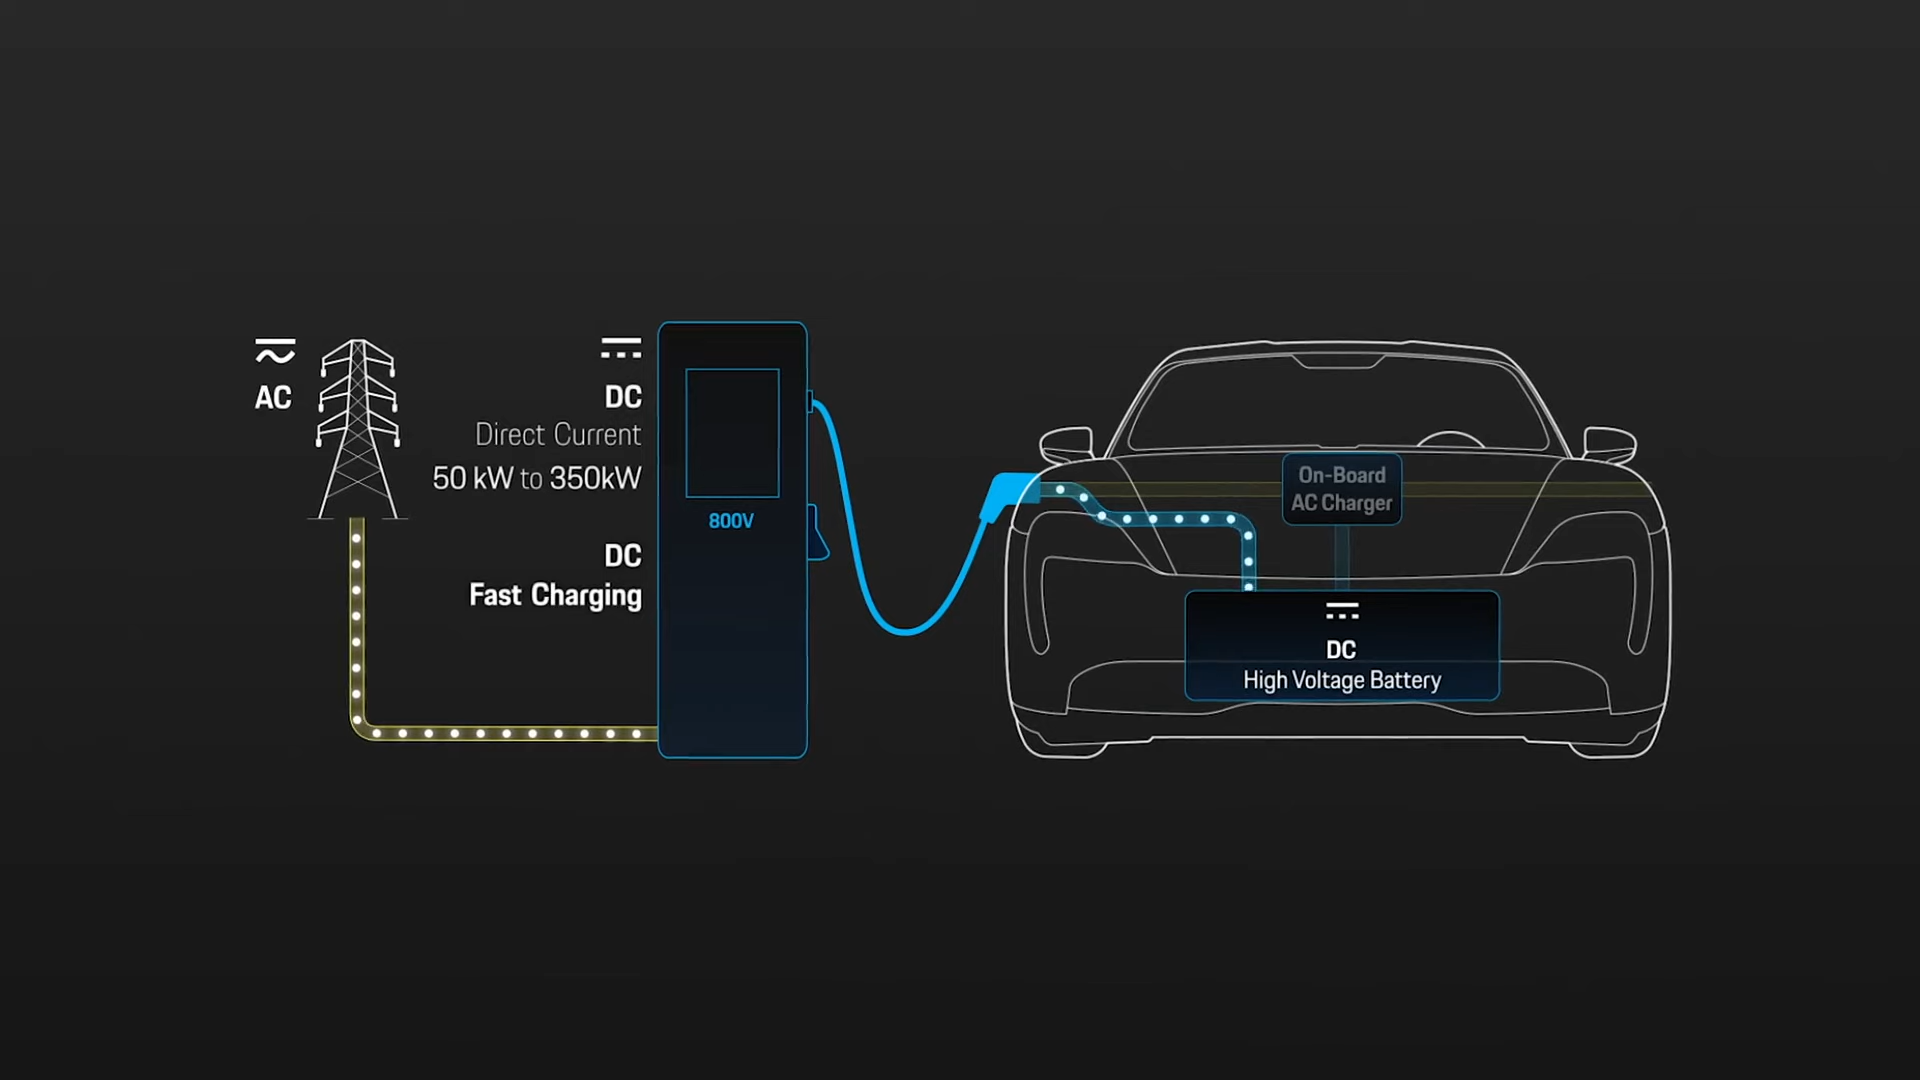 AC
DC
Direct Current
50 kW to 350kW
DC
Fast Charging
800V
On-Board
AC Charger
DC
High Voltage Battery